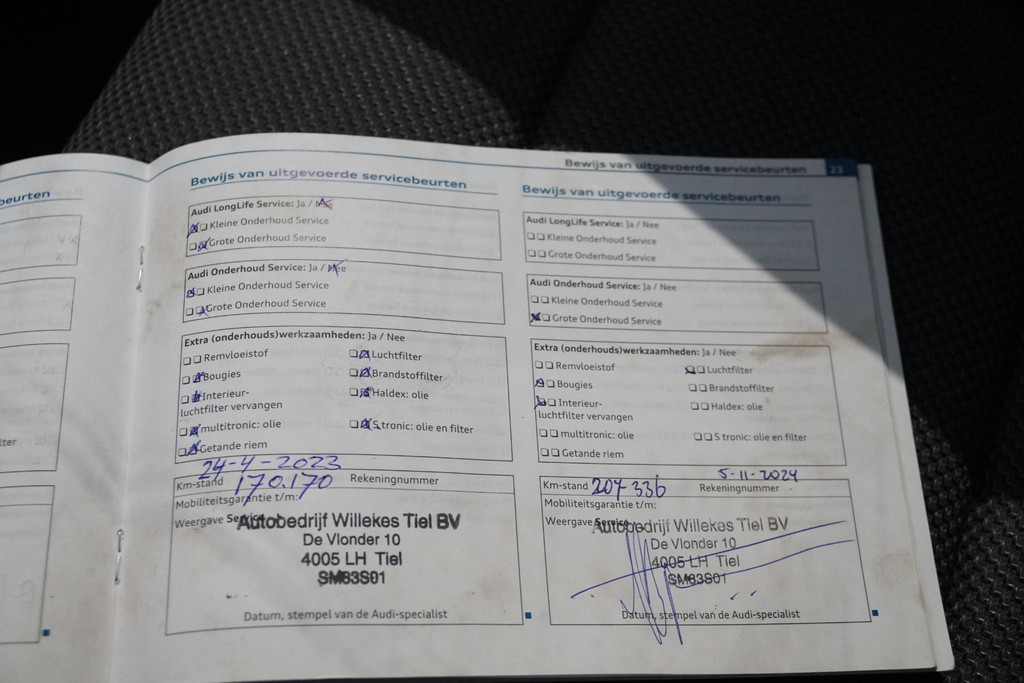 beurten
ter
Bewijs van uitgevoerde servicebeurten 23
Bewijs van uitgevoerde servicebeurten
Audi LongLife Service: Ja / Nee
Kleine Onderhoud Service
Grote Onderhoud Service
Audi Onderhoud Service: Ja / Nee
Kleine Onderhoud Service
Grote Onderhoud Service
Extra (onderhouds)werkzaamheden: Ja / Nee
Remvloeistof
Luchtfilter
Bougies
Brandstoffilter
Interieur-
luchtfilter vervangen
Haldex: olie
multitronic: olie
S tronic: olie en filter
Getande riem
24-4-2023
Km-stand 170.170 Rekeningnummer
Mobiliteitsgarantie t/m:
Weergave Service
Autobedrijf Willekes Tiel BV
De Vlonder 10
4005 LH Tiel
SM83S01
Datum, stempel van de Audi-specialist
Bewijs van uitgevoerde servicebeurten
Audi LongLife Service: Ja / Nee
Kleine Onderhoud Service
Grote Onderhoud Service
Audi Onderhoud Service: Ja / Nee
Kleine Onderhoud Service
Grote Onderhoud Service
Extra (onderhouds)werkzaamheden: Ja / Nee
Remvloeistof
Luchtfilter
Bougies
Brandstoffilter
Interieur-
luchtfilter vervangen
Haldex: olie
multitronic: olie
S tronic: olie en filter
Getande riem
5-11-2024
Km-stand 207 336 Rekeningnummer
Mobiliteitsgarantie t/m:
Weergave Service
Autobedrijf Willekes Tiel BV
De Vlonder 10
4005 LH Tiel
SM83S01
Datum, stempel van de Audi-specialist